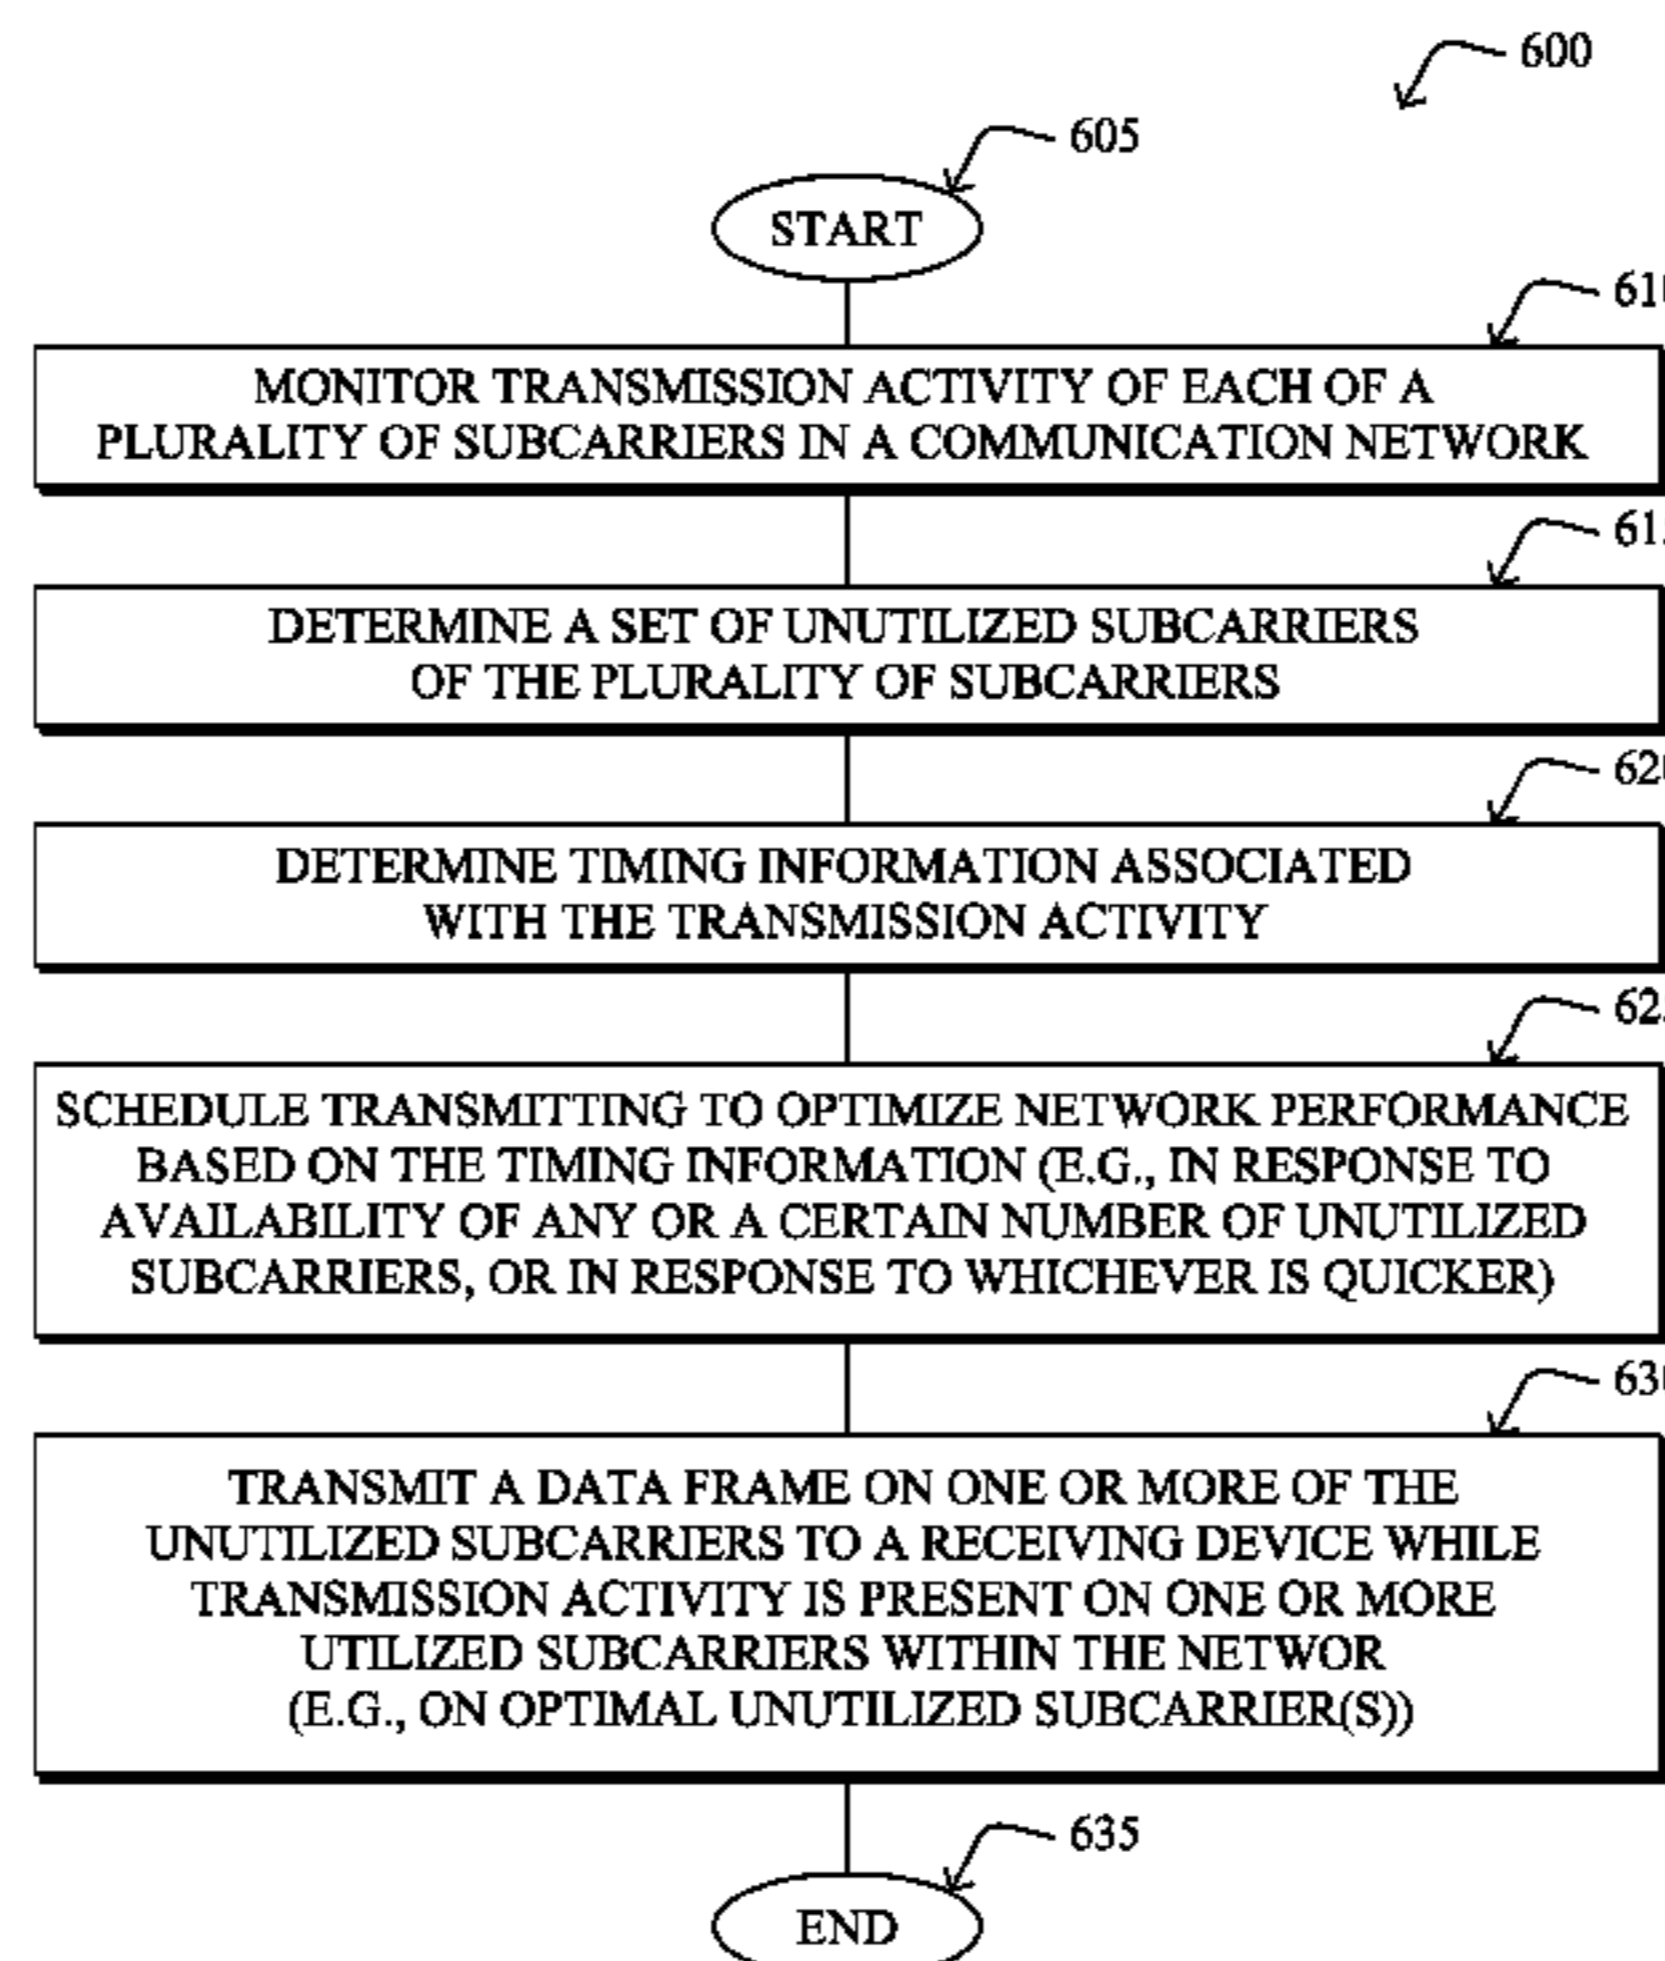 600
605
START
610
MONITOR TRANSMISSION ACTIVITY OF EACH OF A
PLURALITY OF SUBCARRIERS IN A COMMUNICATION NETWORK
615
DETERMINE A SET OF UNUTILIZED SUBCARRIERS
OF THE PLURALITY OF SUBCARRIERS
620
DETERMINE TIMING INFORMATION ASSOCIATED
WITH THE TRANSMISSION ACTIVITY
625
SCHEDULE TRANSMITTING TO OPTIMIZE NETWORK PERFORMANCE
BASED ON THE TIMING INFORMATION (E.G., IN RESPONSE TO
AVAILABILITY OF ANY OR A CERTAIN NUMBER OF UNUTILIZED
SUBCARRIERS, OR IN RESPONSE TO WHICHEVER IS QUICKER)
630
TRANSMIT A DATA FRAME ON ONE OR MORE OF THE
UNUTILIZED SUBCARRIERS TO A RECEIVING DEVICE WHILE
TRANSMISSION ACTIVITY IS PRESENT ON ONE OR MORE
UTILIZED SUBCARRIERS WITHIN THE NETWOR
(E.G., ON OPTIMAL UNUTILIZED SUBCARRIER(S))
635
END